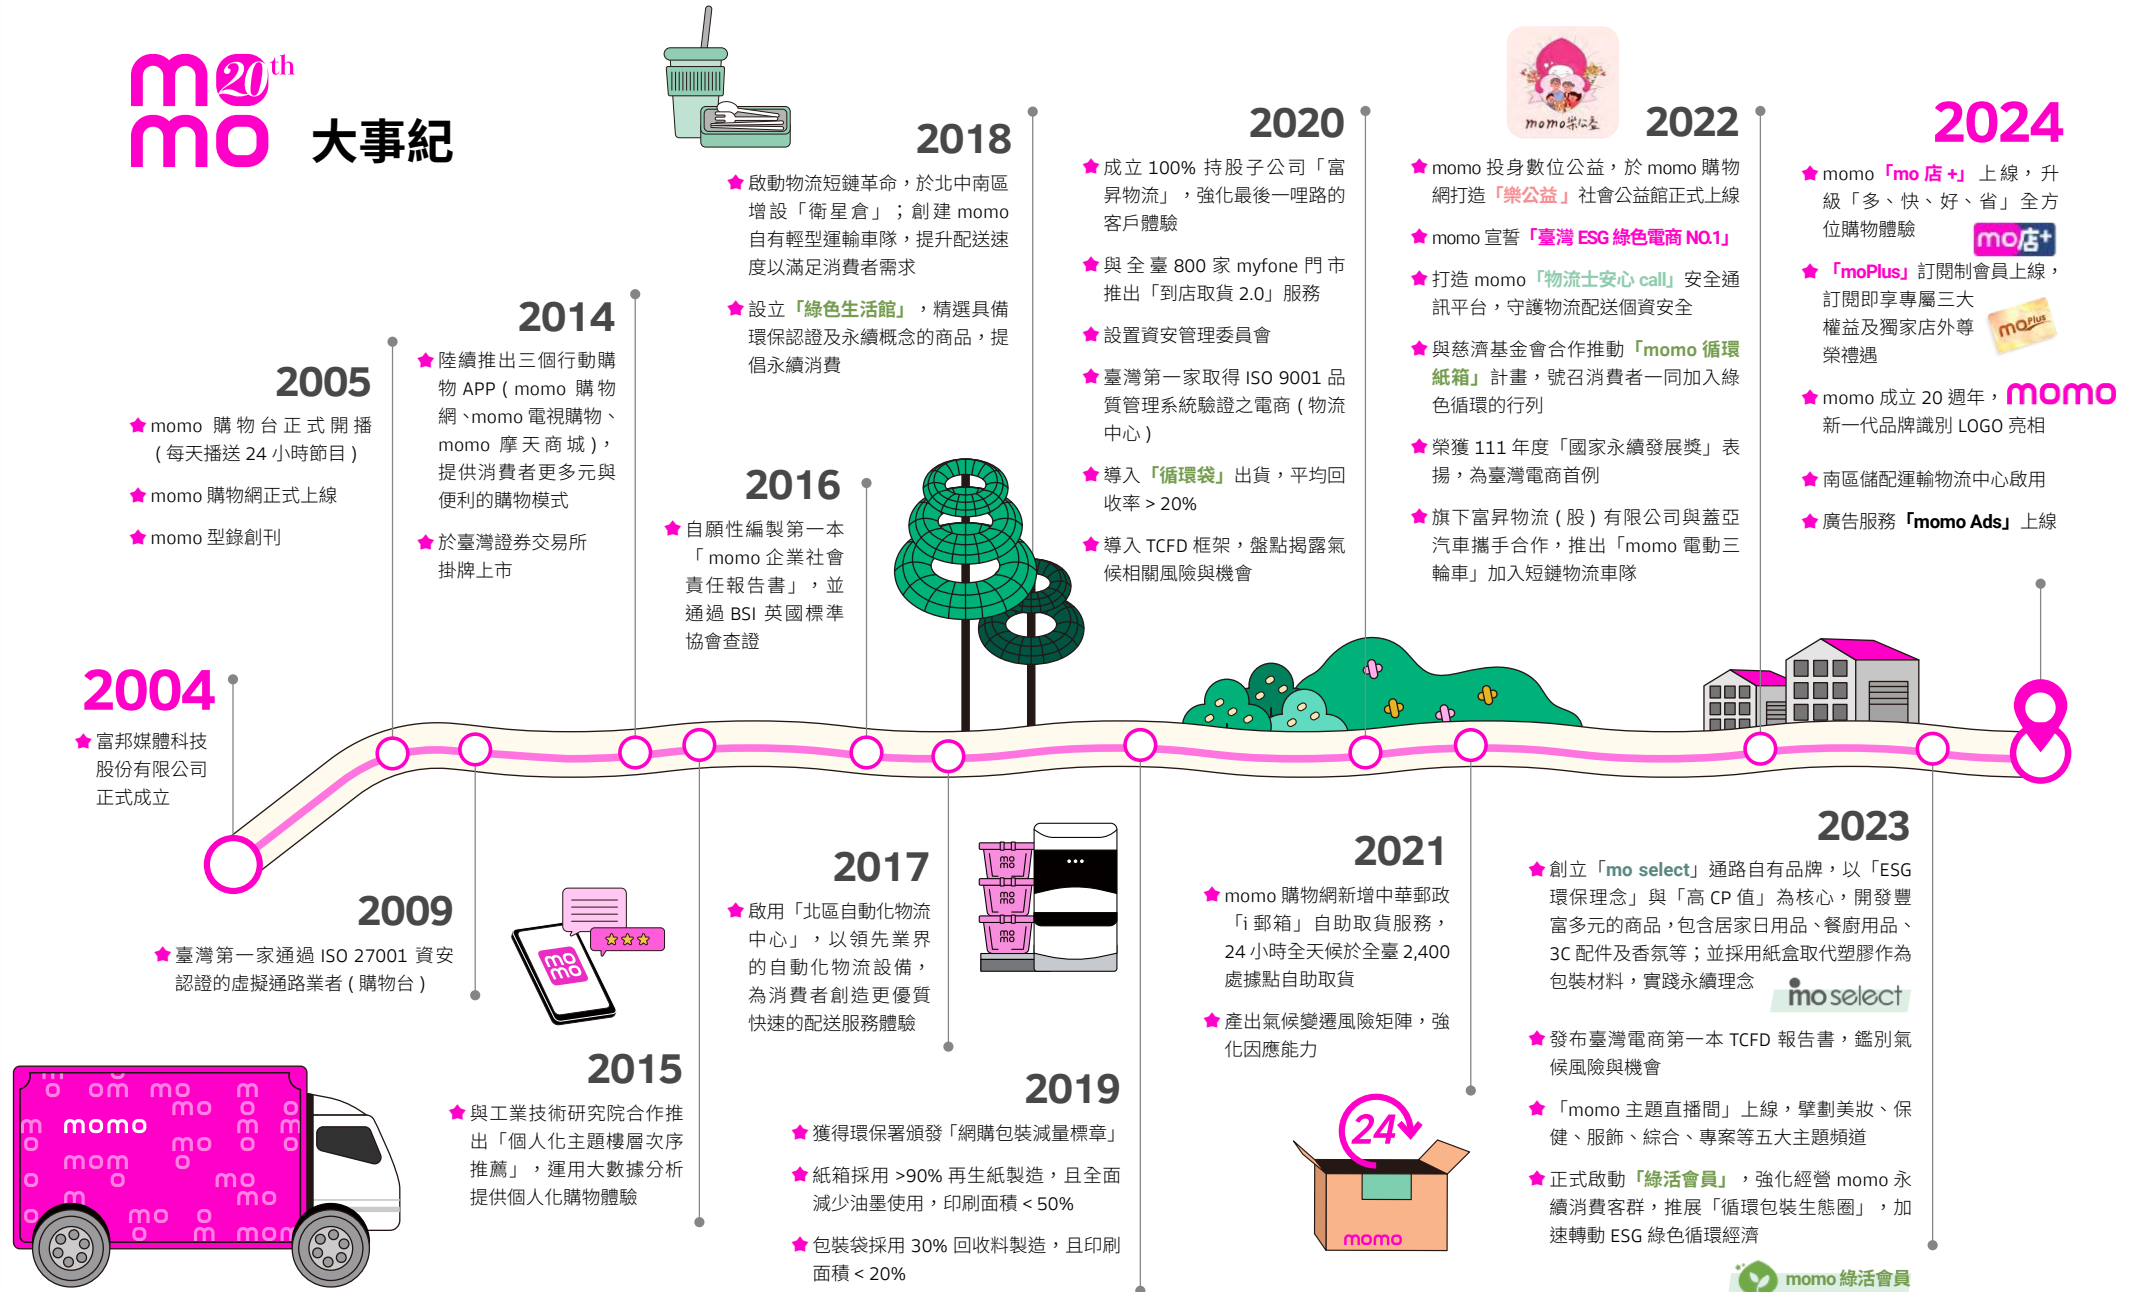 momo 20th
大事紀
2004
富邦媒體科技
股份有限公司
正式成立
2005
momo 購物台正式開播
( 每天播送 24 小時節目 )
momo 購物網正式上線
momo 型錄創刊
2009
臺灣第一家通過 ISO 27001 資安
認證的虛擬通路業者 ( 購物台 )
2014
陸續推出三個行動購
物 APP ( momo 購物
網、momo 電視購物、
momo 摩天商城 )，
提供消費者更多元與
便利的購物模式
於臺灣證券交易所
掛牌上市
2015
與工業技術研究院合作推
出「個人化主題樓層次序
推薦」，運用大數據分析
提供個人化購物體驗
2016
自願性編製第一本
「 momo 企業社會
責任報告書」，並
通過 BSI 英國標準
協會查證
2017
啟用「北區自動化物流
中心」，以領先業界
的自動化物流設備，
為消費者創造更優質
快速的配送服務體驗
2018
啟動物流短鏈革命，於北中南區
增設「衛星倉」；創建 momo
自有輕型運輸車隊，提升配送速
度以滿足消費者需求
設立「綠色生活館」，精選具備
環保認證及永續概念的商品，提
倡永續消費
2019
獲得環保署頒發「網購包裝減量標章」
紙箱採用 >90% 再生紙製造，且全面
減少油墨使用，印刷面積 < 50%
包裝袋採用 30% 回收料製造，且印刷
面積 < 20%
2020
成立 100% 持股子公司「富
昇物流」，強化最後一哩路的
客戶體驗
與全臺 800 家 myfone 門市
推出「到店取貨 2.0」服務
設置資安管理委員會
臺灣第一家取得 ISO 9001 品
質管理系統驗證之電商 ( 物流
中心 )
導入「循環袋」出貨，平均回
收率 > 20%
導入 TCFD 框架，盤點揭露氣
候相關風險與機會
2021
momo 購物網新增中華郵政
「i 郵箱」自助取貨服務，
24 小時全天候於全臺 2,400
處據點自助取貨
產出氣候變遷風險矩陣，強
化因應能力
24
momo
momo樂公益
2022
momo 投身數位公益，於 momo 購物
網打造「樂公益 」社會公益館正式上線
momo 宣誓「臺灣 ESG 綠色電商 NO.1」
打造 momo「物流士安心 call」安全通
訊平台，守護物流配送個資安全
與慈濟基金會合作推動「momo 循環
紙箱」計畫，號召消費者一同加入綠
色循環的行列
榮獲 111 年度「國家永續發展獎」表
揚，為臺灣電商首例
旗下富昇物流 ( 股 ) 有限公司與蓋亞
汽車攜手合作，推出「momo 電動三
輪車」加入短鏈物流車隊
2023
創立「mo select」通路自有品牌，以「ESG
環保理念」與「高 CP 值」為核心，開發豐
富多元的商品，包含居家日用品、餐廚用品、
3C 配件及香氛等；並採用紙盒取代塑膠作為
包裝材料，實踐永續理念
mo select
發布臺灣電商第一本 TCFD 報告書，鑑別氣
候風險與機會
「momo 主題直播間」上線，擘劃美妝、保
健、服飾、綜合、專案等五大主題頻道
正式啟動「綠活會員」，強化經營 momo 永
續消費客群，推展「循環包裝生態圈」，加
速轉動 ESG 綠色循環經濟
momo 綠活會員
2024
momo「mo 店 +」上線，升
級「多、快、好、省」全方
位購物體驗
mo店+
「moPlus」訂閱制會員上線，
訂閱即享專屬三大
權益及獨家店外尊
榮禮遇
moPlus
momo 成立 20 週年，
momo
新一代品牌識別 LOGO 亮相
南區儲配運輸物流中心啟用
廣告服務「momo Ads」上線
momo
momo
momo
momo
momo